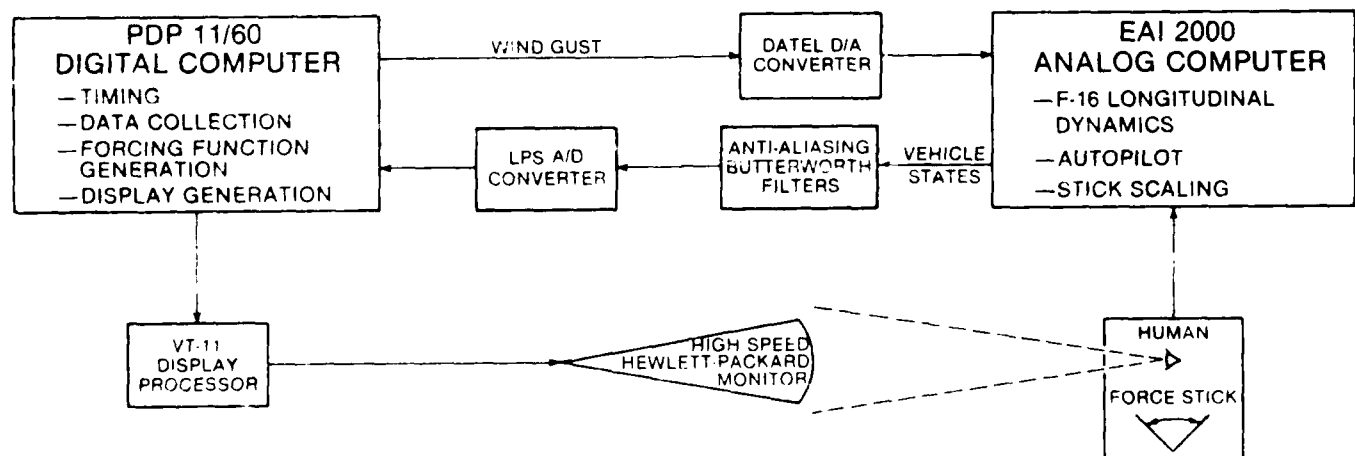 PDP 11/60
DIGITAL COMPUTER
—TIMING
—DATA COLLECTION
—FORCING FUNCTION
GENERATION
—DISPLAY GENERATION
WIND GUST
DATEL D/A
CONVERTER
EAI 2000
ANALOG COMPUTER
—F-16 LONGITUDINAL
DYNAMICS
—AUTOPILOT
—STICK SCALING
LPS A/D
CONVERTER
ANTI-ALIASING
BUTTERWORTH
FILTERS
VEHICLE
STATES
VT-11
DISPLAY
PROCESSOR
HIGH SPEED
HEWLETT-PACKARD
MONITOR
HUMAN
FORCE STICK